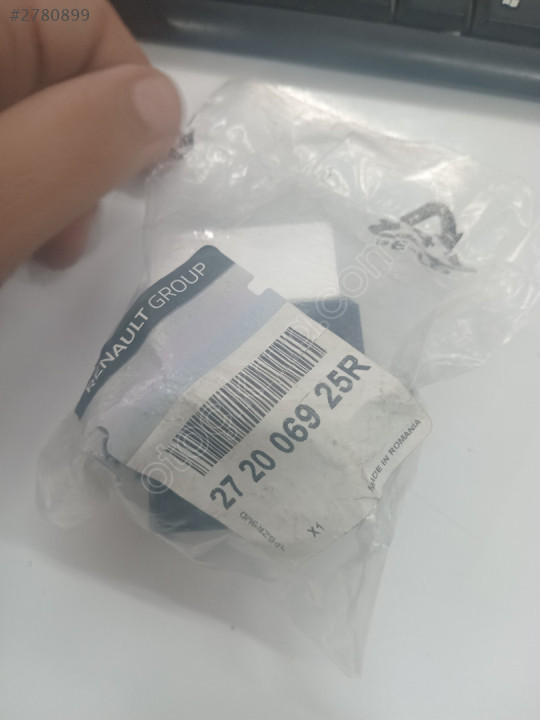 #2780899
RENAULT GROUP
27 20 069 25R
X1
MADE IN ROMANIA